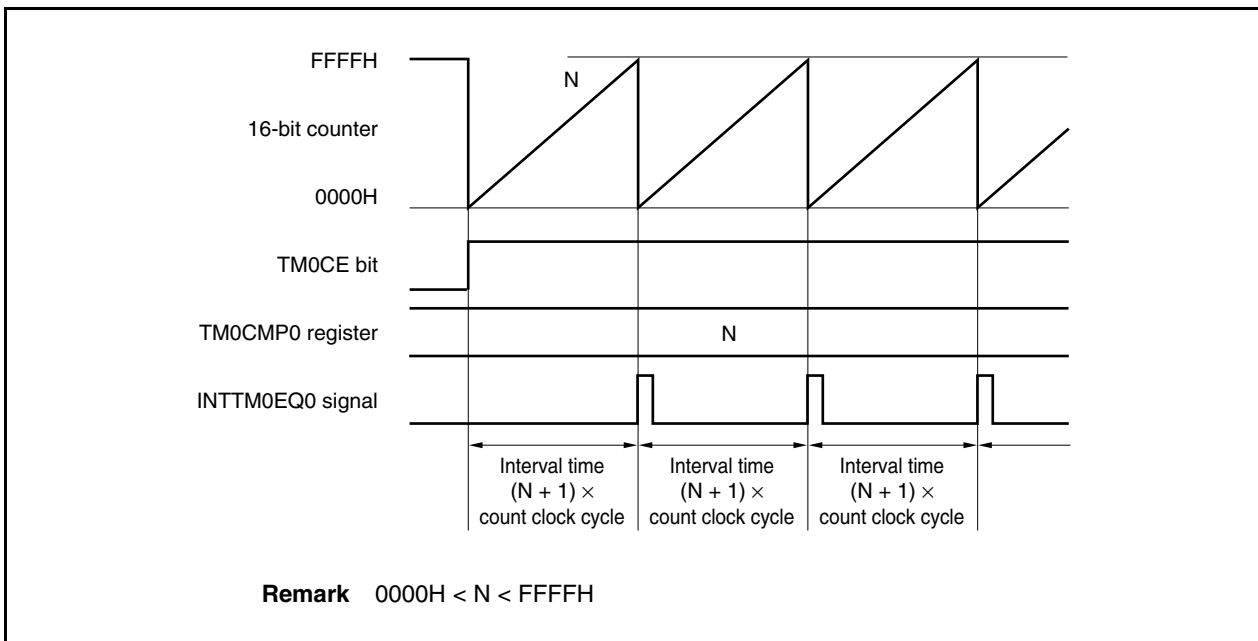 FFFFH
N
16-bit counter
0000H
TM0CE bit
TM0CMP0 register
N
INTTM0EQ0 signal
Interval time
(N + 1) ×
count clock cycle
Interval time
(N + 1) ×
count clock cycle
Interval time
(N + 1) ×
count clock cycle
Remark 0000H < N < FFFFH